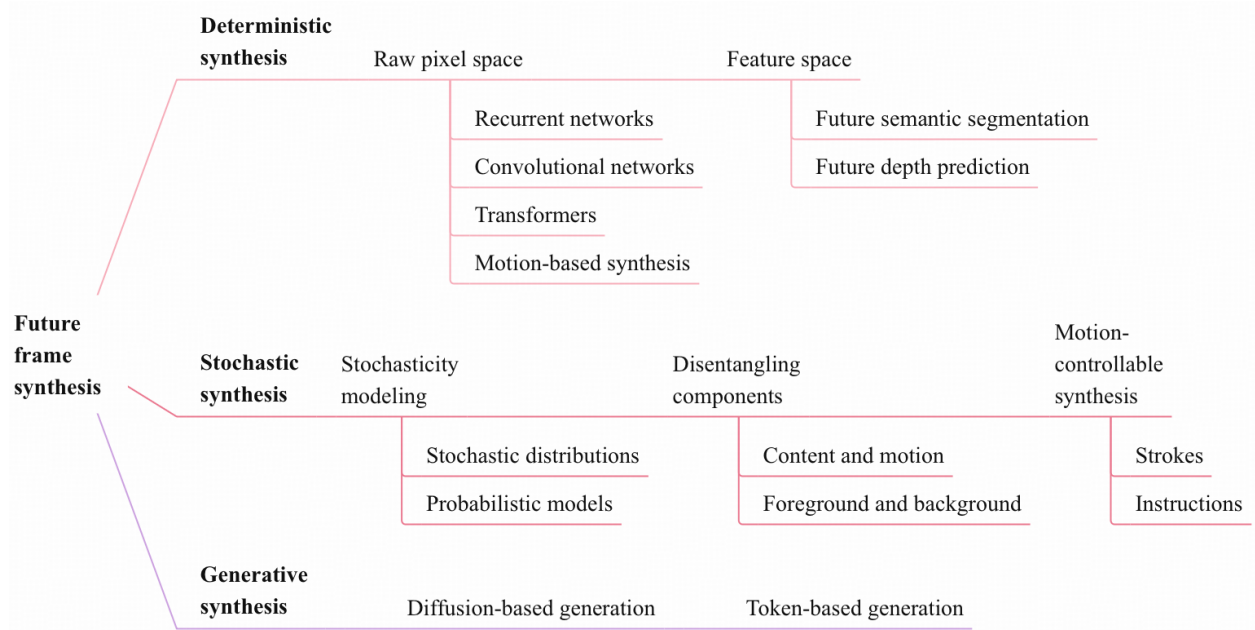 Future
frame
synthesis
Deterministic
synthesis
Raw pixel space
Recurrent networks
Convolutional networks
Transformers
Motion-based synthesis
Feature space
Future semantic segmentation
Future depth prediction
Stochastic
synthesis
Stochasticity
modeling
Stochastic distributions
Probabilistic models
Disentangling
components
Content and motion
Foreground and background
Motion-
controllable
synthesis
Strokes
Instructions
Generative
synthesis
Diffusion-based generation
Token-based generation